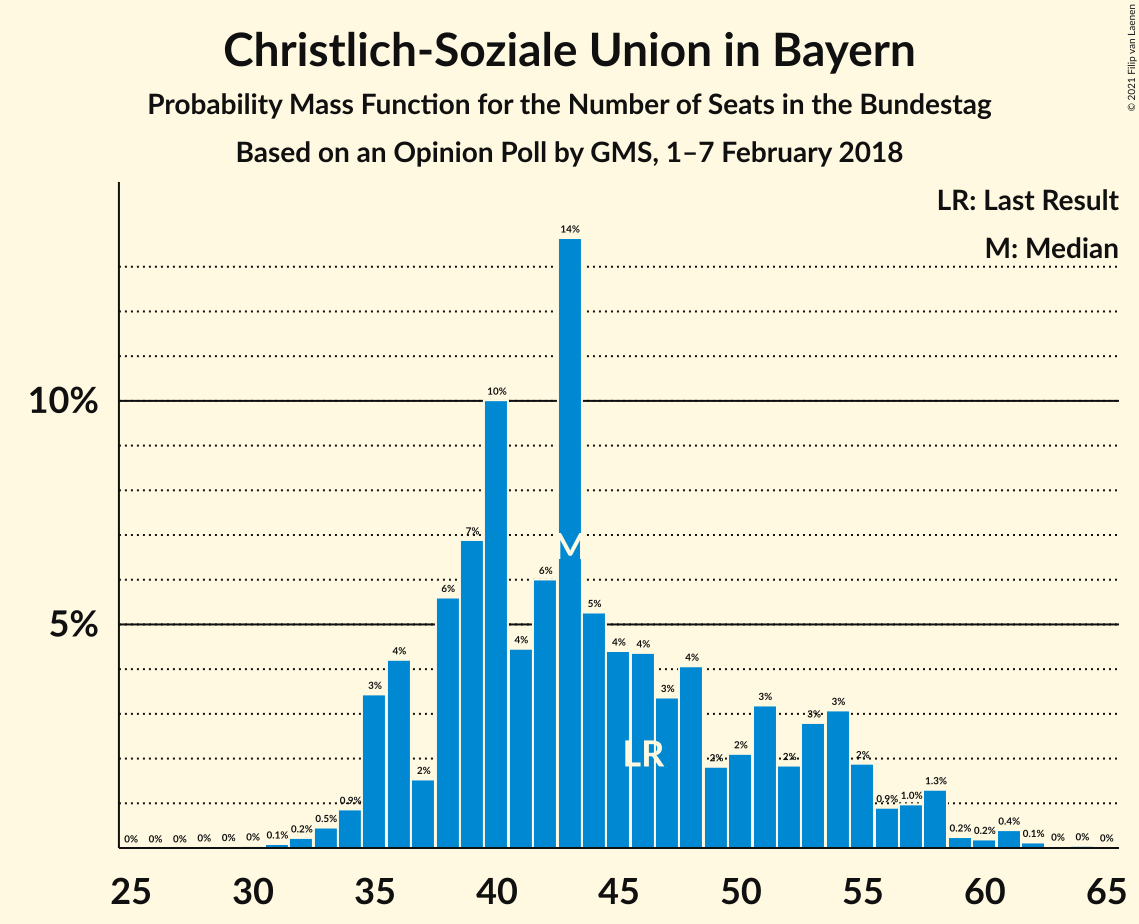 Christlich-Soziale Union in Bayern
Probability Mass Function for the Number of Seats in the Bundestag
Based on an Opinion Poll by GMS, 1–7 February 2018
© 2021 Filip van Laenen
LR: Last Result
M: Median
10%
5%
0% 0% 0% 0% 0% 0% 0.1% 0.2% 0.5% 0.9% 3% 4% 2% 6% 7% 10% 4% 6% 14% 5% 4% 4% 3% 4% 2% 2% 3% 2% 3% 3% 2% 0.9% 1.0% 1.3% 0.2% 0.2% 0.4% 0.1% 0% 0% 0%
M
LR
25 30 35 40 45 50 55 60 65